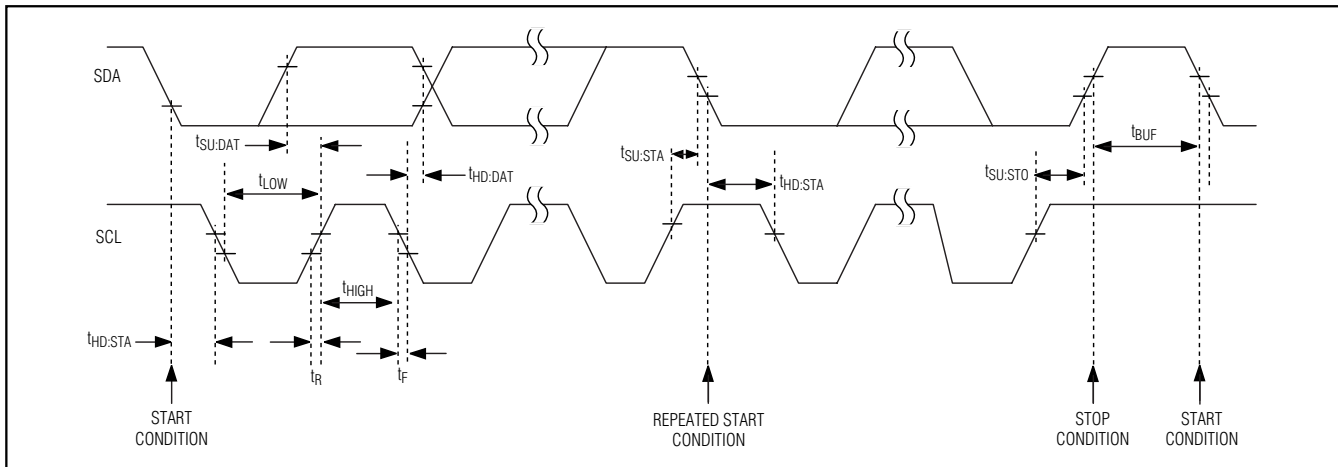 SDA
tSU:DAT
tLOW
tHD:DAT
tSU:STA
tHD:STA
tSU:STO
tBUF
SCL
tHIGH
tHD:STA
tR
tF
START
CONDITION
REPEATED START
CONDITION
STOP
CONDITION
START
CONDITION